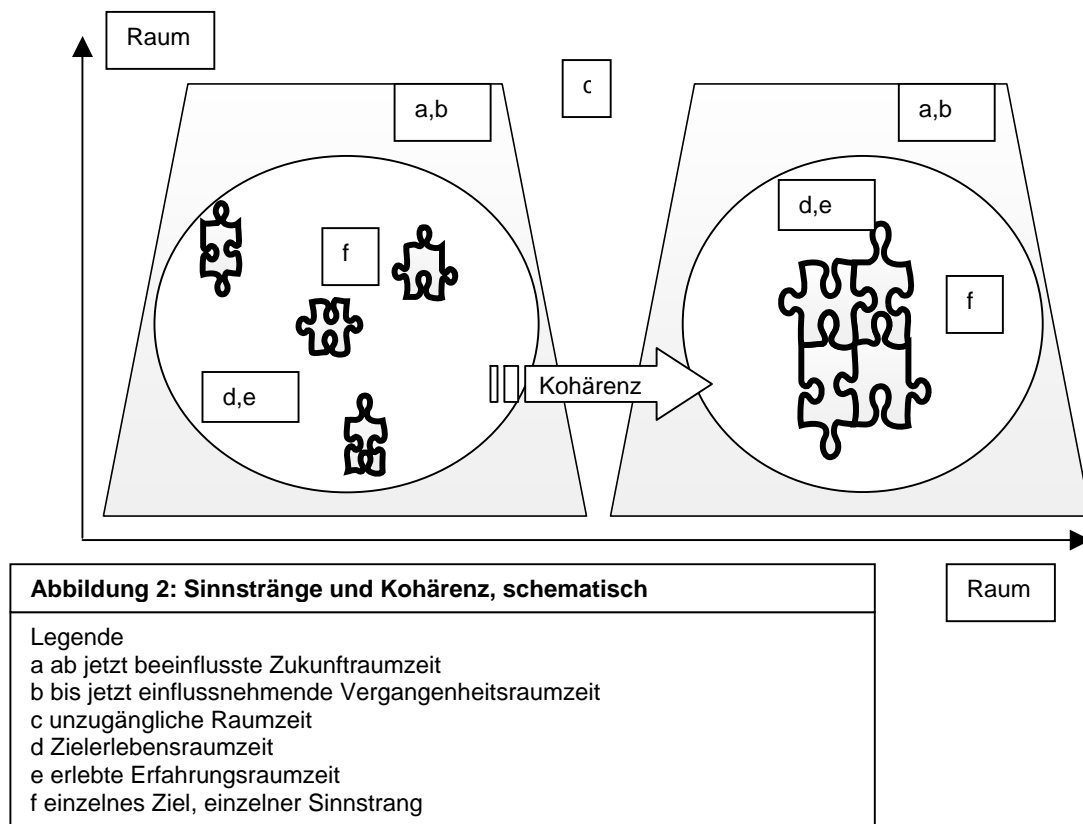 Raum
c
a,b
a,b
d,e
f
f
d,e
Kohärenz
Raum
Abbildung 2: Sinnstränge und Kohärenz, schematisch
Legende
a ab jetzt beeinflusste Zukunftraumzeit
b bis jetzt einflussnehmende Vergangenheitsraumzeit
c unzugängliche Raumzeit
d Zielerlebensraumzeit
e erlebte Erfahrungsraumzeit
f einzelnes Ziel, einzelner Sinnstrang